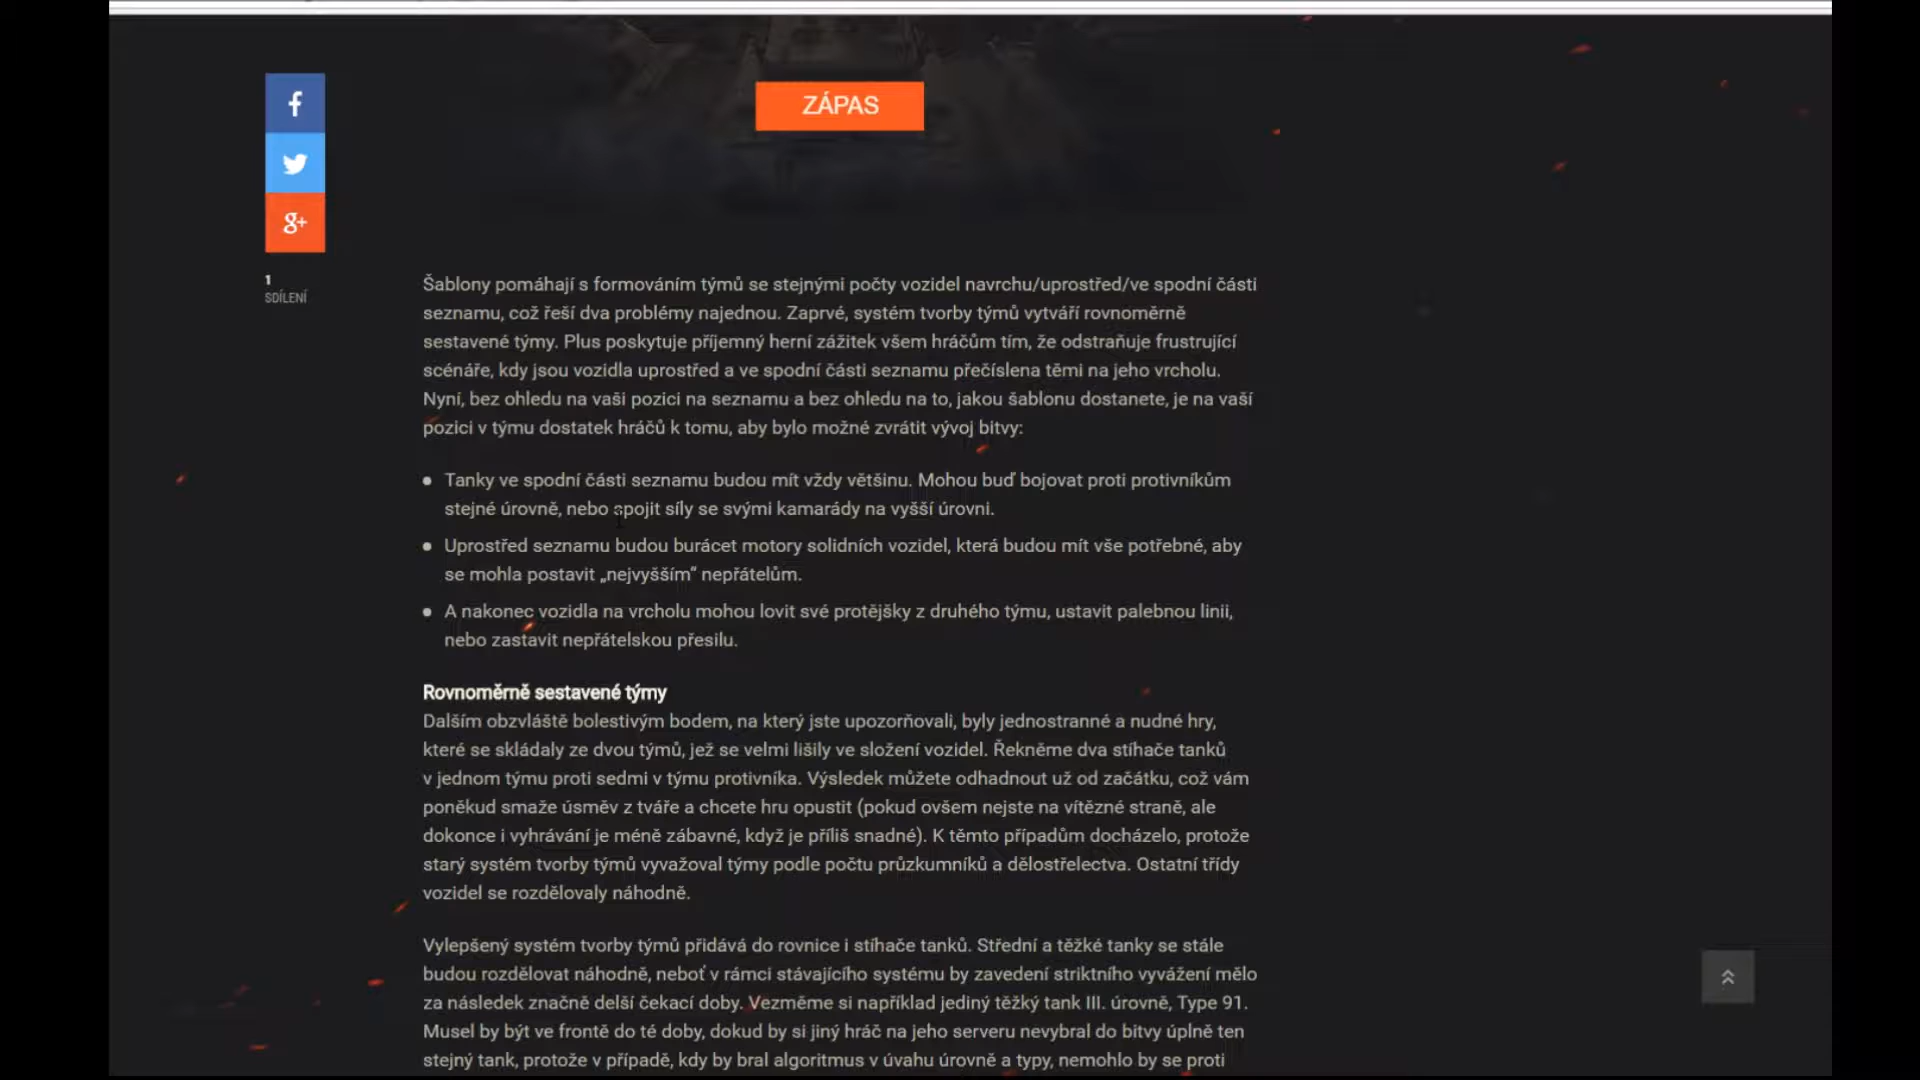 ZÁPAS
f
g+
1
SDÍLENÍ
Šablony pomáhají s formováním týmů se stejnými počty vozidel navrchu/uprostřed/ve spodní části
seznamu, což řeší dva problémy najednou. Zaprvé, systém tvorby týmů vytváří rovnoměrně
sestavené týmy. Plus poskytuje příjemný herní zážitek všem hráčům tím, že odstraňuje frustrující
scénáře, kdy jsou vozidla uprostřed a ve spodní části seznamu přečíslena těmi na jeho vrcholu.
Nyní, bez ohledu na vaši pozici na seznamu a bez ohledu na to, jakou šablonu dostanete, je na vaší
pozici v týmu dostatek hráčů k tomu, aby bylo možné zvrátit vývoj bitvy:
Tanky ve spodní části seznamu budou mít vždy většinu. Mohou buď bojovat proti protivníkům
stejné úrovně, nebo spojit síly se svými kamarády na vyšší úrovni.
Uprostřed seznamu budou burácet motory solidních vozidel, která budou mít vše potřebné, aby
se mohla postavit „nejvyšším“ nepřátelům.
A nakonec vozidla na vrcholu mohou lovit své protějšky z druhého týmu, ustavit palebnou linii,
nebo zastavit nepřátelskou přesilu.
Rovnoměrně sestavené týmy
Dalším obzvláště bolestivým bodem, na který jste upozorňovali, byly jednostranné a nudné hry,
které se skládaly ze dvou týmů, jež se velmi lišily ve složení vozidel. Řekněme dva stíhače tanků
v jednom týmu proti sedmi v týmu protivníka. Výsledek můžete odhadnout už od začátku, což vám
poněkud smaže úsměv z tváře a chcete hru opustit (pokud ovšem nejste na vítězné straně, ale
dokonce i vyhrávání je méně zábavné, když je příliš snadné). K těmto případům docházelo, protože
starý systém tvorby týmů vyvažoval týmy podle počtu průzkumníků a dělostřelectva. Ostatní třídy
vozidel se rozdělovaly náhodně.
Vylepšený systém tvorby týmů přidává do rovnice i stíhače tanků. Střední a těžké tanky se stále
budou rozdělovat náhodně, neboť v rámci stávajícího systému by zavedení striktního vyvážení mělo
za následek značně delší čekací doby. Vezměme si například jediný těžký tank III. úrovně, Type 91.
Musel by být ve frontě do té doby, dokud by si jiný hráč na jeho serveru nevybral do bitvy úplně ten
stejný tank, protože v případě, kdy by bral algoritmus v úvahu úrovně a typy, nemohlo by se proti